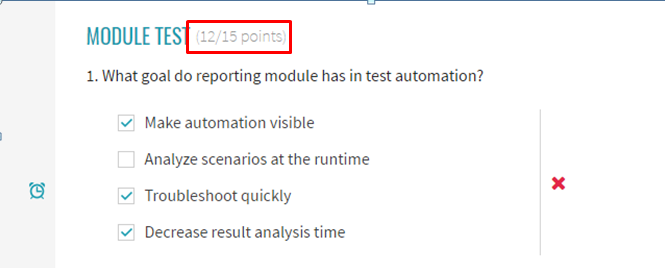 MODULE TEST (12/15 points)
1. What goal do reporting module has in test automation?
Make automation visible
Analyze scenarios at the runtime
Troubleshoot quickly
Decrease result analysis time